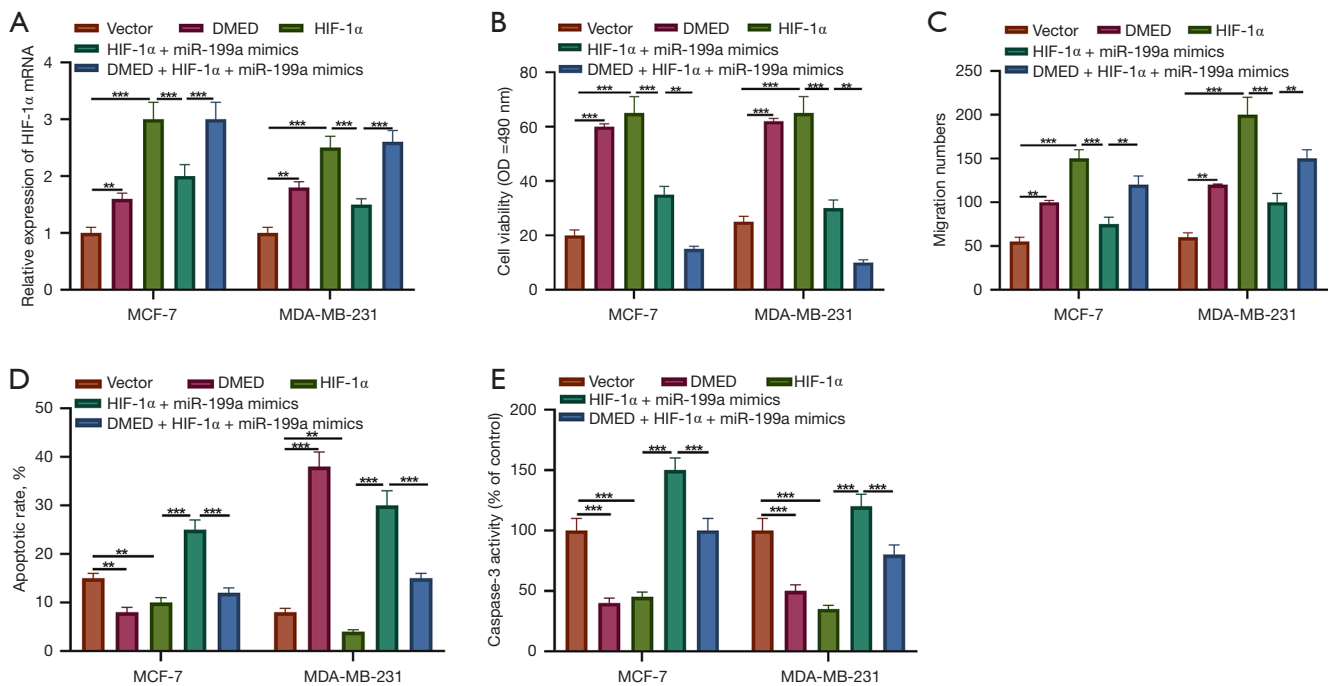 A
Vector DMED HIF-1α
HIF-1α + miR-199a mimics
DMED + HIF-1α + miR-199a mimics
Relative expression of HIF-1α mRNA
4
3
2
1
0
*** *** ***
**
*** *** ***
**
MCF-7 MDA-MB-231
B
Vector DMED HIF-1α
HIF-1α + miR-199a mimics
DMED + HIF-1α + miR-199a mimics
Cell viability (OD =490 nm)
80
60
40
20
0
*** *** **
***
*** *** **
***
MCF-7 MDA-MB-231
C
Vector DMED HIF-1α
HIF-1α + miR-199a mimics
DMED + HIF-1α + miR-199a mimics
Migration numbers
250
200
150
100
50
0
*** *** **
**
*** *** **
**
MCF-7 MDA-MB-231
D
Vector DMED HIF-1α
HIF-1α + miR-199a mimics
DMED + HIF-1α + miR-199a mimics
Apoptotic rate, %
50
40
30
20
10
0
*** ***
**
**
**
***
*** ***
MCF-7 MDA-MB-231
E
Vector DMED HIF-1α
HIF-1α + miR-199a mimics
DMED + HIF-1α + miR-199a mimics
Caspase-3 activity (% of control)
200
150
100
50
0
*** ***
***
***
*** ***
***
***
MCF-7 MDA-MB-231